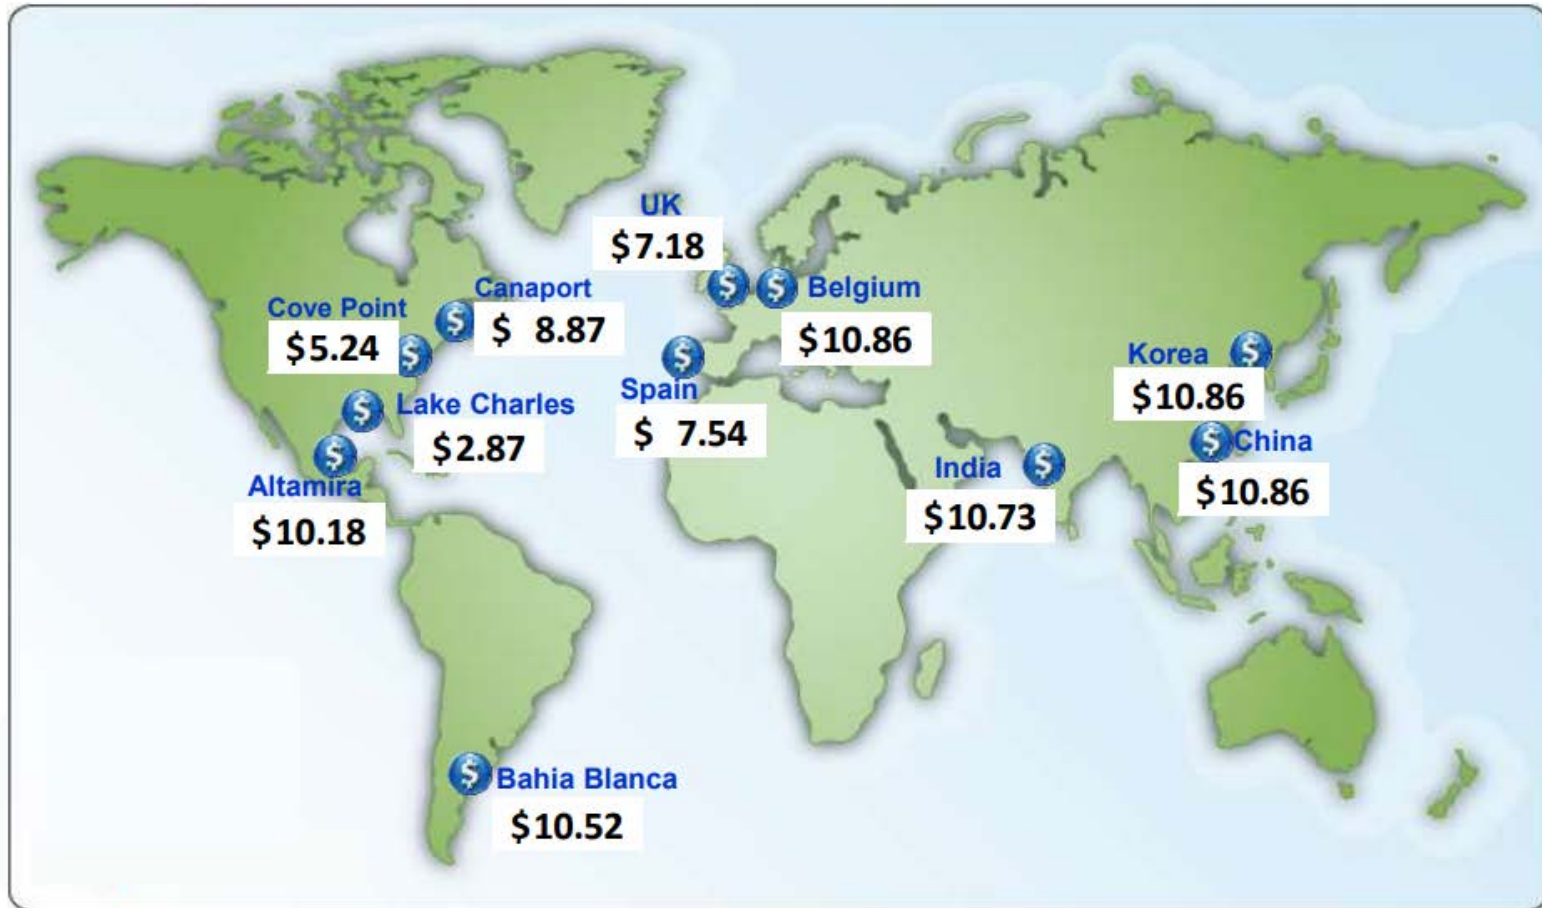 UK
$7.18
Canaport
$ 8.87
Cove Point
$5.24
Belgium
$10.86
Korea
$10.86
Spain
$ 7.54
Lake Charles
$2.87
China
$10.86
India
$10.73
Altamira
$10.18
Bahia Blanca
$10.52